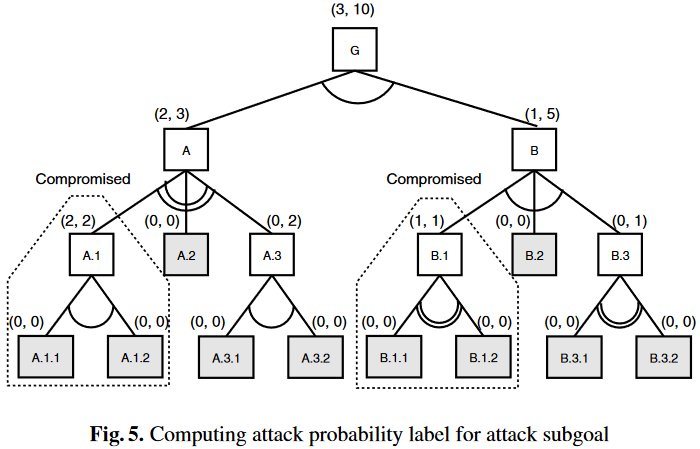 (3, 10)
G
(2, 3)
(1, 5)
A
B
Compromised
Compromised
(2, 2)
(0, 0)
(0, 2)
(1, 1)
(0, 0)
(0, 1)
A.1
A.2
A.3
B.1
B.2
B.3
(0, 0)
(0, 0)
(0, 0)
(0, 0)
(0, 0)
(0, 0)
(0, 0)
(0, 0)
A.1.1
A.1.2
A.3.1
A.3.2
B.1.1
B.1.2
B.3.1
B.3.2
Fig. 5. Computing attack probability label for attack subgoal